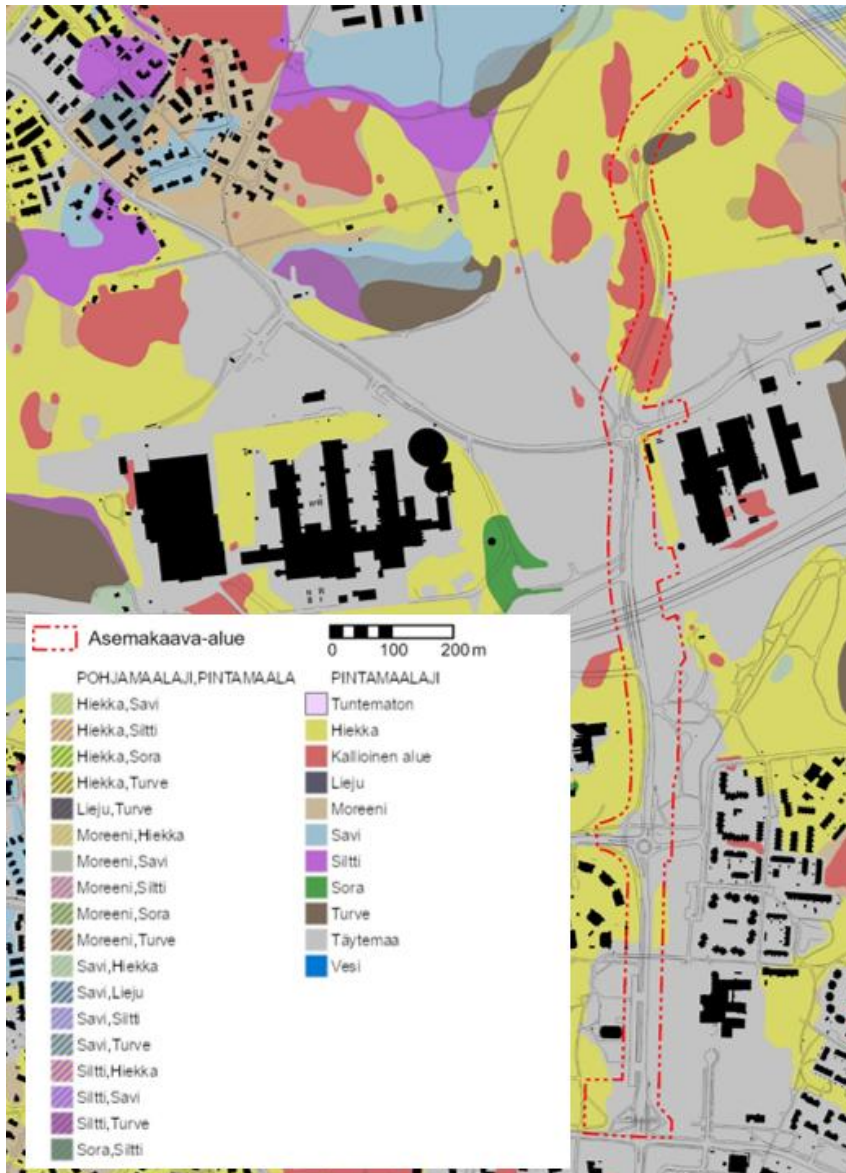 Asemakaava-alue
0 100 200 m
POHJAMAALAJI,PINTAMAALA
Hiekka,Savi
Hiekka,Siltti
Hiekka,Sora
Hiekka,Turve
Lieju,Turve
Moreeni,Hiekka
Moreeni,Savi
Moreeni,Siltti
Moreeni,Sora
Moreeni,Turve
Savi,Hiekka
Savi,Lieju
Savi,Siltti
Savi,Turve
Siltti,Hiekka
Siltti,Savi
Siltti,Turve
Sora,Siltti
PINTAMAALAJI
Tuntematon
Hiekka
Kallioinen alue
Lieju
Moreeni
Savi
Siltti
Sora
Turve
Täytemaa
Vesi